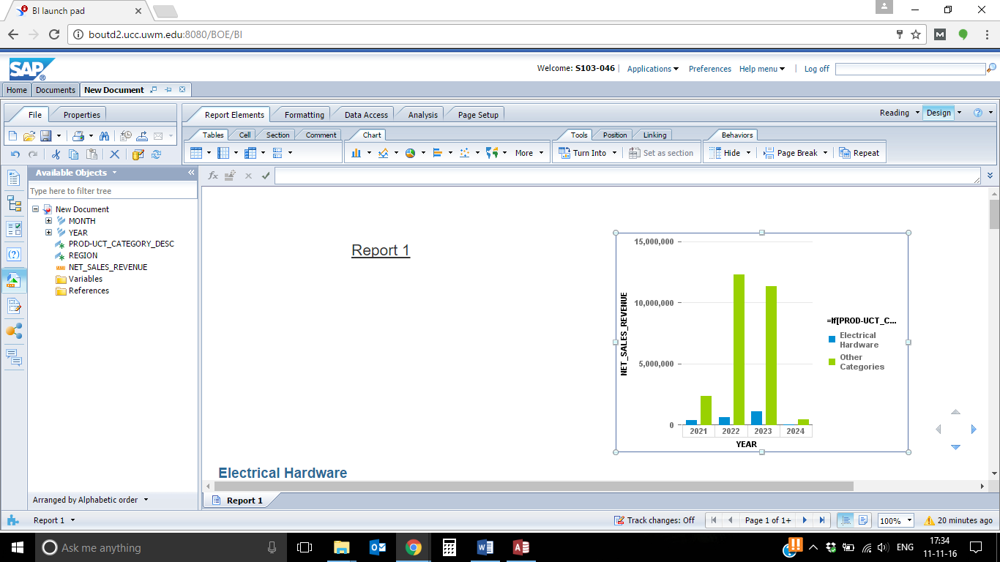 BI launch pad
boutd2.ucc.uwm.edu:8080/BOE/BI
M
SAP®
Welcome: S103-046 | Applications Preferences Help menu | Log off
Home Documents New Document
File Properties Report Elements Formatting Data Access Analysis Page Setup Reading Design
Tables Cell Section Comment Chart Tools Position Linking Behaviors
More Turn Into Set as section Hide Page Break Repeat
Available Objects
fx
Type here to filter tree
New Document
MONTH
YEAR
PROD-UCT_CATEGORY_DESC
REGION
NET_SALES_REVENUE
Variables
References
Arranged by Alphabetic order
Report 1
15,000,000
10,000,000
5,000,000
0
NET_SALES_REVENUE
2021 2022 2023 2024
YEAR
=If[PROD-UCT_C...
Electrical
Hardware
Other
Categories
Electrical Hardware
Report 1
Report 1 Track changes: Off Page 1 of 1+ 100% 20 minutes ago
Ask me anything
ENG
17:34
11-11-16